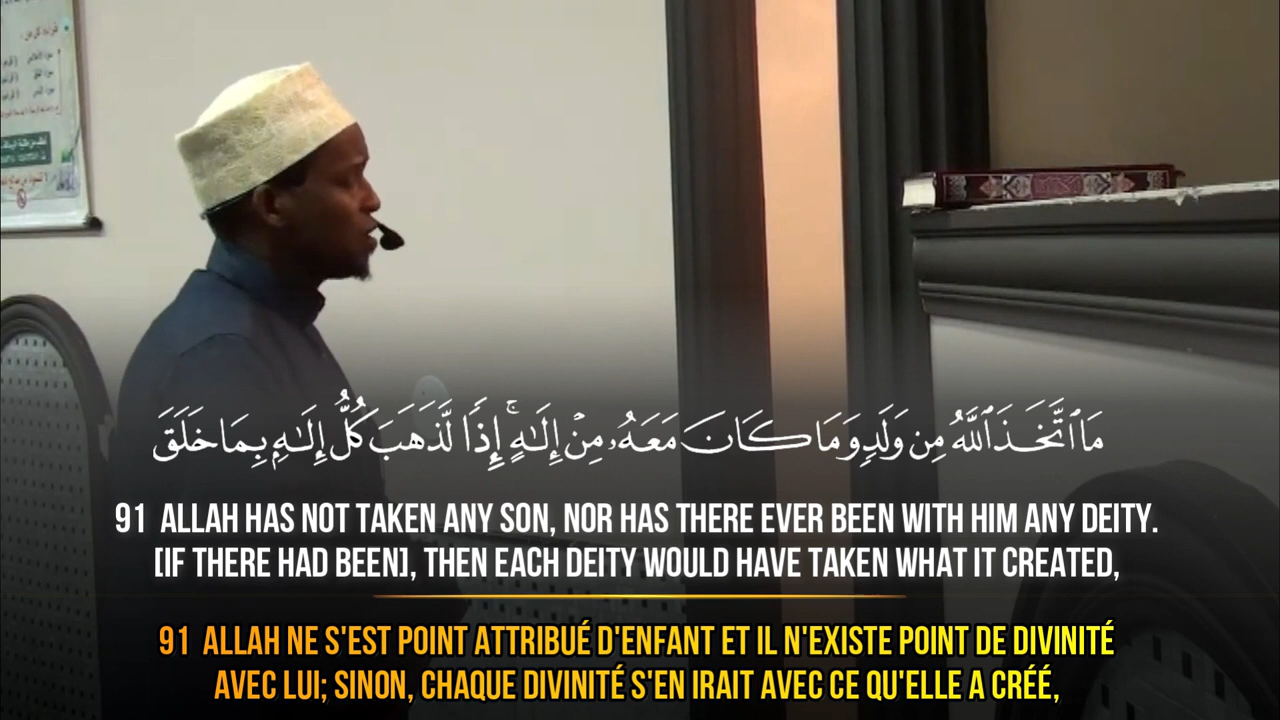 مَا ٱتَّخَذَ ٱللَّهُ مِن وَلَدٍ وَمَا كَانَ مَعَهُۥ مِنْ إِلَـٰهٍ ۚ إِذًا لَّذَهَبَ كُلُّ إِلَـٰهٍۭ بِمَا خَلَقَ
91 ALLAH HAS NOT TAKEN ANY SON, NOR HAS THERE EVER BEEN WITH HIM ANY DEITY.
[IF THERE HAD BEEN], THEN EACH DEITY WOULD HAVE TAKEN WHAT IT CREATED,
91 ALLAH NE S'EST POINT ATTRIBUÉ D'ENFANT ET IL N'EXISTE POINT DE DIVINITÉ
AVEC LUI; SINON, CHAQUE DIVINITÉ S'EN IRAIT AVEC CE QU'ELLE A CRÉÉ,